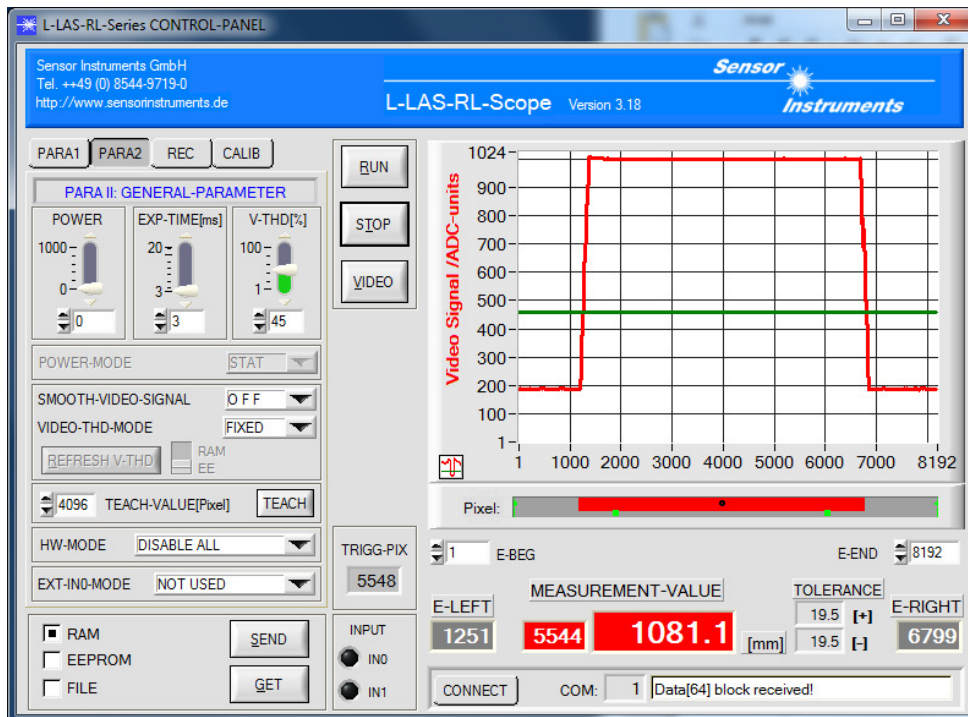 L-LAS-RL-Series CONTROL-PANEL
Sensor Instruments GmbH
Tel. ++49 (0) 8544-9719-0
http://www.sensorinstruments.de
L-LAS-RL-Scope Version 3.18
Sensor
Instruments
PARA1 PARA2 REC CALIB
PARA II: GENERAL-PARAMETER
POWER EXP-TIME[ms] V-THD[%]
1000 20 100
0 3 1
0 3 45
POWER-MODE STAT
SMOOTH-VIDEO-SIGNAL OFF
VIDEO-THD-MODE FIXED
REFRESH V-THD RAM
EE
4096 TEACH-VALUE[Pixel] TEACH
HW-MODE DISABLE ALL
EXT-IN0-MODE NOT USED
RAM
EEPROM
FILE
SEND
GET
RUN
STOP
VIDEO
TRIGG-PIX
5548
INPUT
IN0
IN1
Video Signal /ADC-units
1024
900
800
700
600
500
400
300
200
100
1
1 1000 2000 3000 4000 5000 6000 7000 8192
Pixel:
1 E-BEG E-END 8192
MEASUREMENT-VALUE TOLERANCE
E-LEFT 19.5 [+] E-RIGHT
1251 5544 1081.1 [mm] 19.5 [-] 6799
CONNECT COM: 1 Data[64] block received!